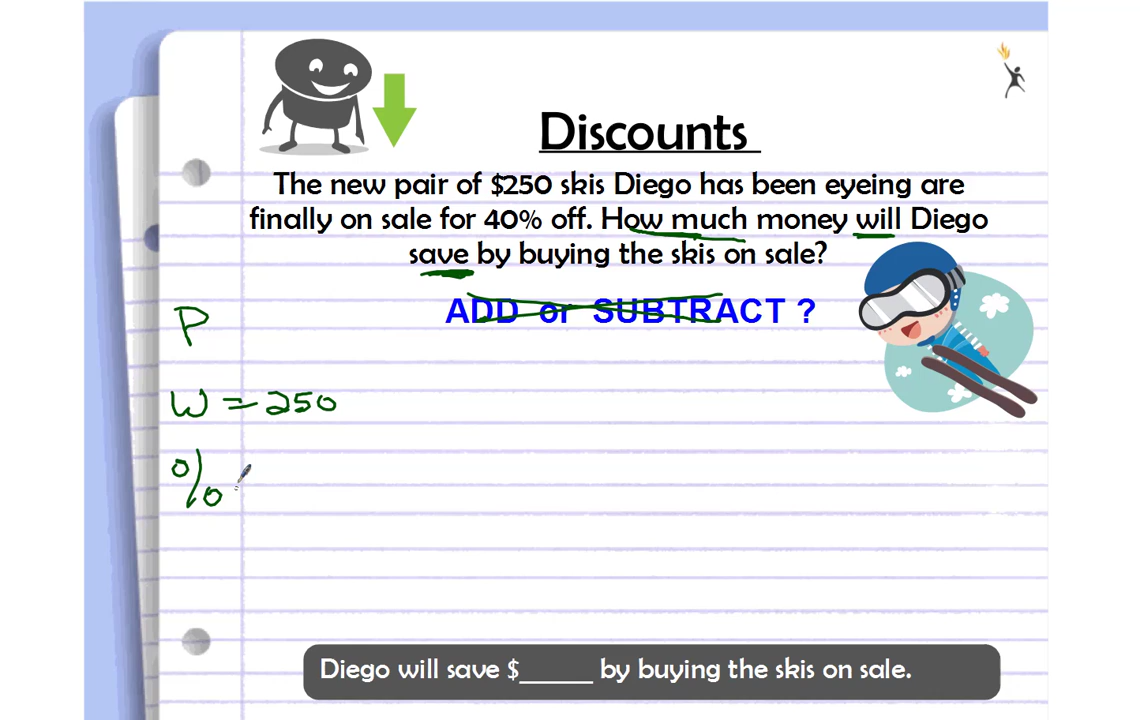 Discounts
The new pair of $250 skis Diego has been eyeing are
finally on sale for 40% off. How much money will Diego
save by buying the skis on sale?
ADD or SUBTRACT ?
P
W = 250
%
Diego will save $______ by buying the skis on sale.